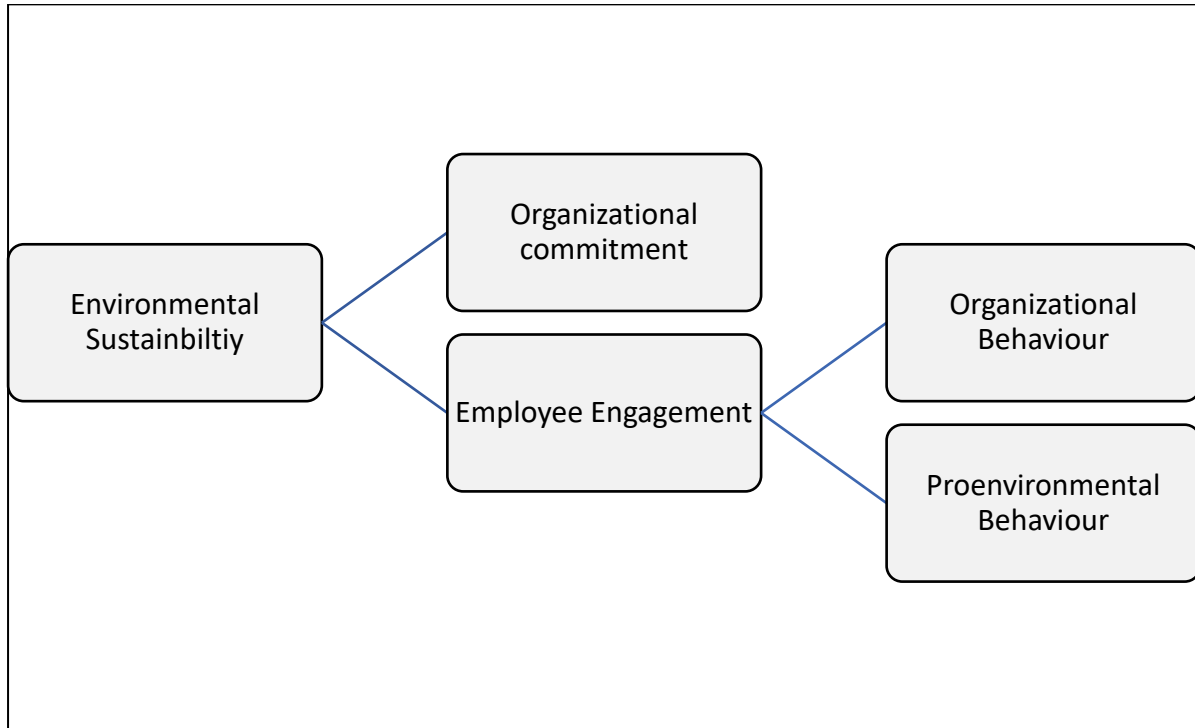 Environmental
Sustainbiltiy
Organizational
commitment
Employee Engagement
Organizational
Behaviour
Proenvironmental
Behaviour